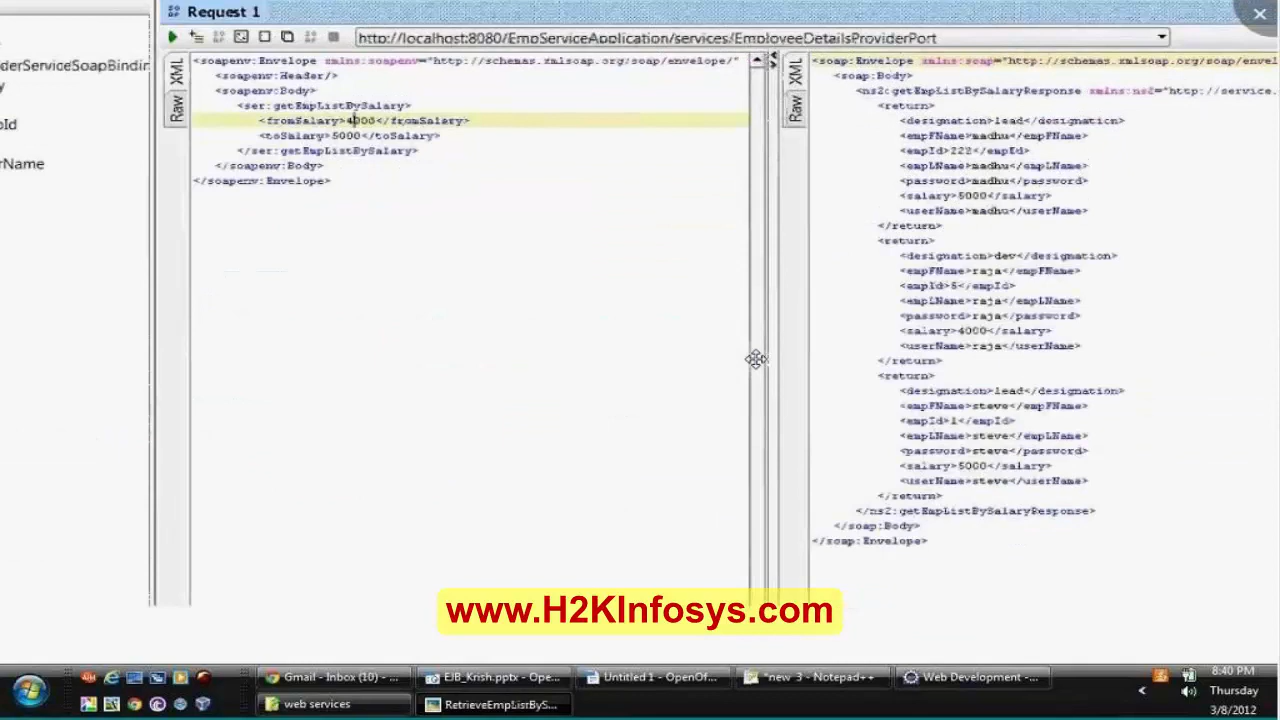 Request 1
http://localhost:8080/EmpServiceApplication/services/EmployeeDetailsProviderPort
derServiceSoapBindin
y
oId
erName
XML
Raw
<soapenv:Envelope xmlns:soapenv="http://schemas.xmlsoap.org/soap/envelope/"
<soapenv:Header/>
<soapenv:Body>
<ser:getEmpListBySalary>
<fromSalary>4000</fromSalary>
<toSalary>5000</toSalary>
</ser:getEmpListBySalary>
</soapenv:Body>
</soapenv:Envelope>
XML
Raw
<soap:Envelope xmlns:soap="http://schemas.xmlsoap.org/soap/envel
<soap:Body>
<ns2:getEmpListBySalaryResponse xmlns:ns2="http://service.
<return>
<designation>lead</designation>
<empFName>madhu</empFName>
<empId>222</empId>
<empLName>madhu</empLName>
<password>madhu</password>
<salary>5000</salary>
<userName>madhu</userName>
</return>
<return>
<designation>dev</designation>
<empFName>raja</empFName>
<empId>5</empId>
<empLName>raja</empLName>
<password>raja</password>
<salary>4000</salary>
<userName>raja</userName>
</return>
<return>
<designation>lead</designation>
<empFName>steve</empFName>
<empId>1</empId>
<empLName>steve</empLName>
<password>steve</password>
<salary>5000</salary>
<userName>steve</userName>
</return>
</ns2:getEmpListBySalaryResponse>
</soap:Body>
</soap:Envelope>
www.H2KInfosys.com
Gmail - Inbox (10) - ...
EJB_Krish.pptx - Ope...
Untitled 1 - OpenOf...
*new 3 - Notepad++
Web Development -...
8:40 PM
web services
RetrieveEmpListByS...
Thursday
3/8/2012